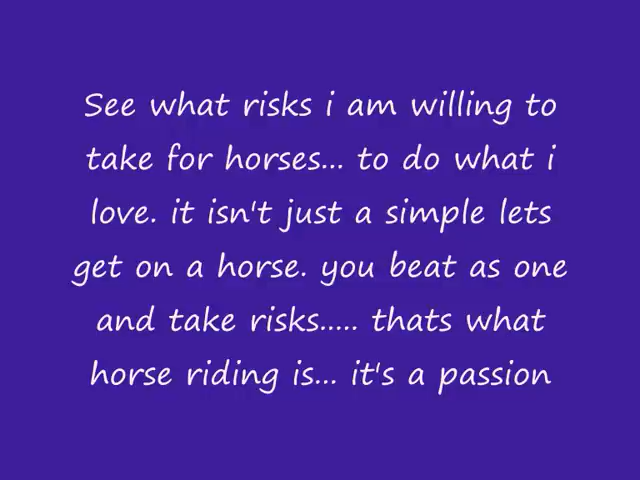 See what risks i am willing to
take for horses... to do what i
love. it isn't just a simple lets
get on a horse. you beat as one
and take risks..... thats what
horse riding is... it's a passion